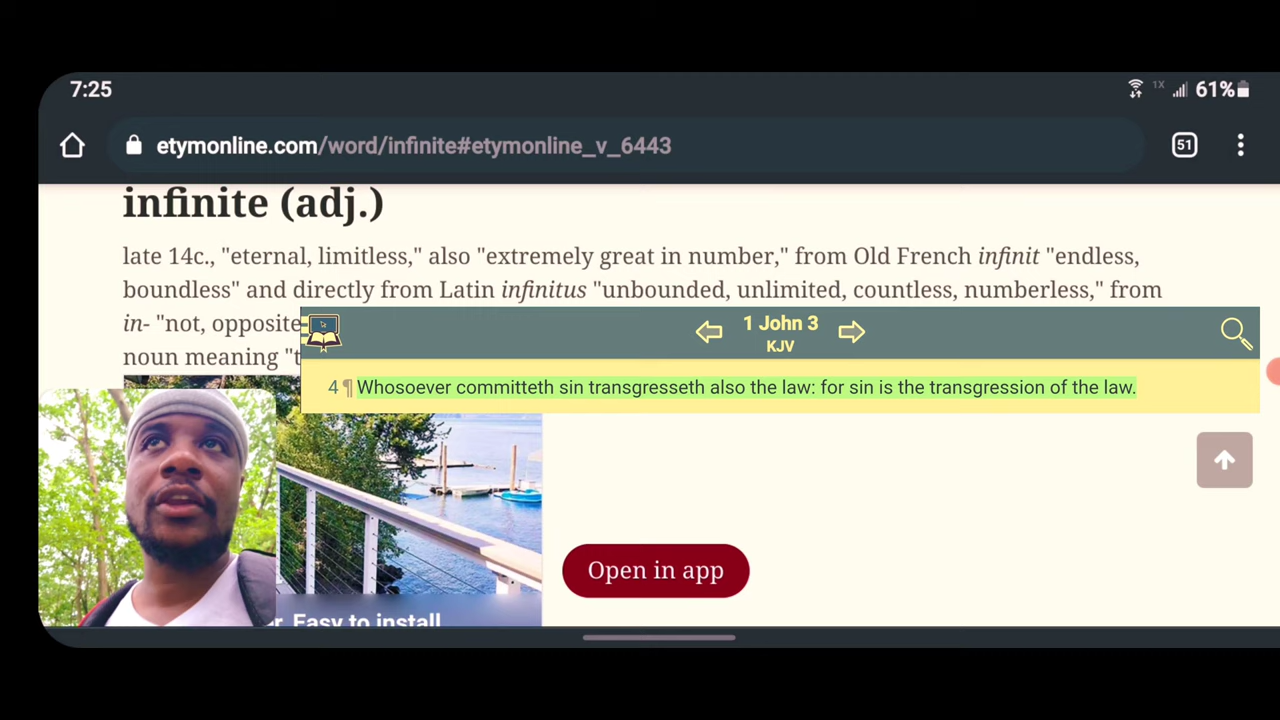 7:25
1X
61%
etymonline.com/word/infinite#etymonline_v_6443
51
infinite (adj.)
late 14c., "eternal, limitless," also "extremely great in number," from Old French infinit "endless,
boundless" and directly from Latin infinitus "unbounded, unlimited, countless, numberless," from
in- "not, opposite
noun meaning "t
1 John 3
KJV
4 ¶ Whosoever committeth sin transgresseth also the law: for sin is the transgression of the law.
Open in app
r. Easy to install